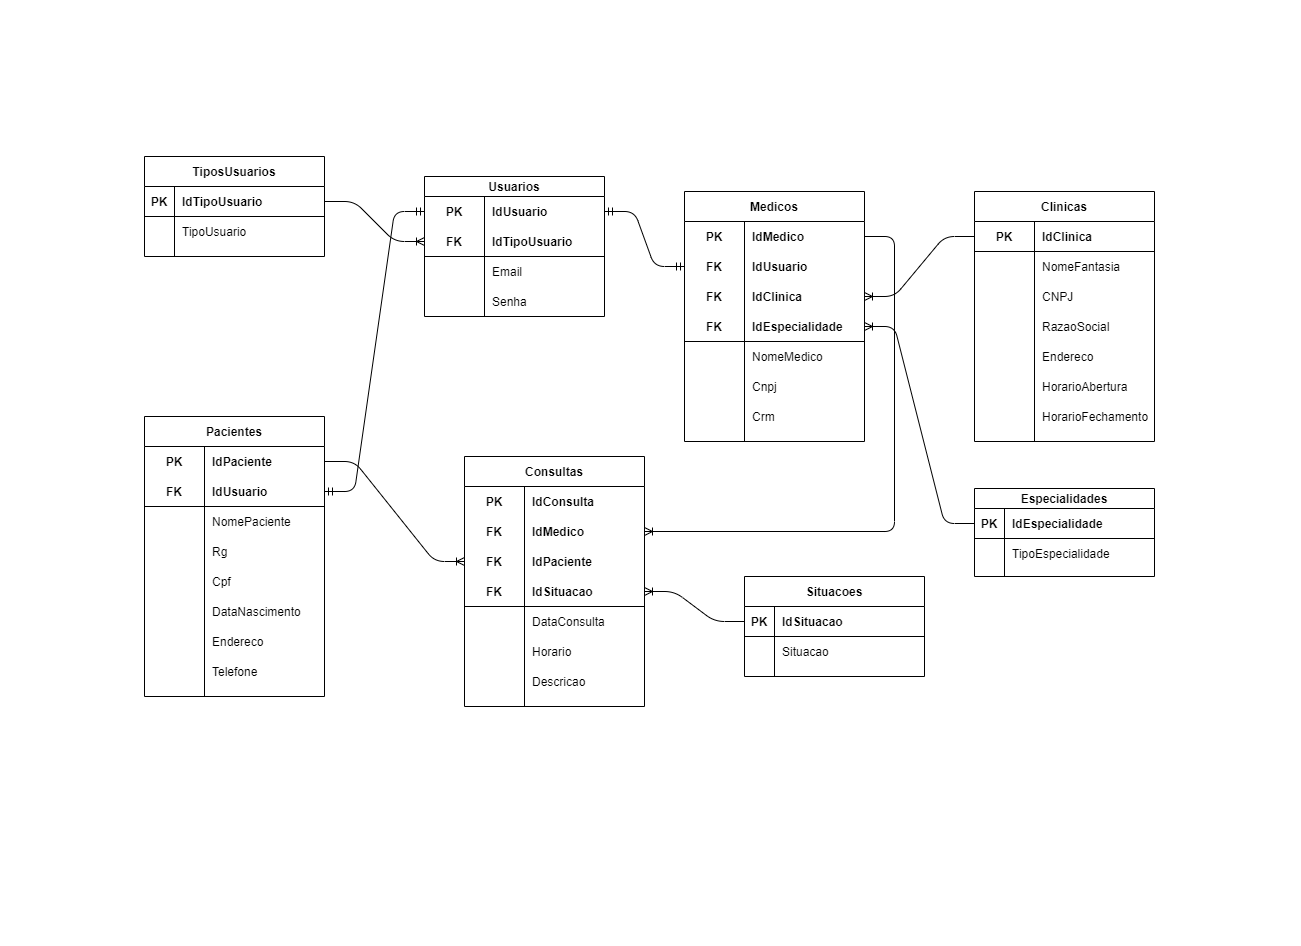 TiposUsuarios
PK IdTipoUsuario
TipoUsuario
Usuarios
PK IdUsuario
FK IdTipoUsuario
Email
Senha
Medicos
PK IdMedico
FK IdUsuario
FK IdClinica
FK IdEspecialidade
NomeMedico
Cnpj
Crm
Clinicas
PK IdClinica
NomeFantasia
CNPJ
RazaoSocial
Endereco
HorarioAbertura
HorarioFechamento
Pacientes
PK IdPaciente
FK IdUsuario
NomePaciente
Rg
Cpf
DataNascimento
Endereco
Telefone
Consultas
PK IdConsulta
FK IdMedico
FK IdPaciente
FK IdSituacao
DataConsulta
Horario
Descricao
Situacoes
PK IdSituacao
Situacao
Especialidades
PK IdEspecialidade
TipoEspecialidade